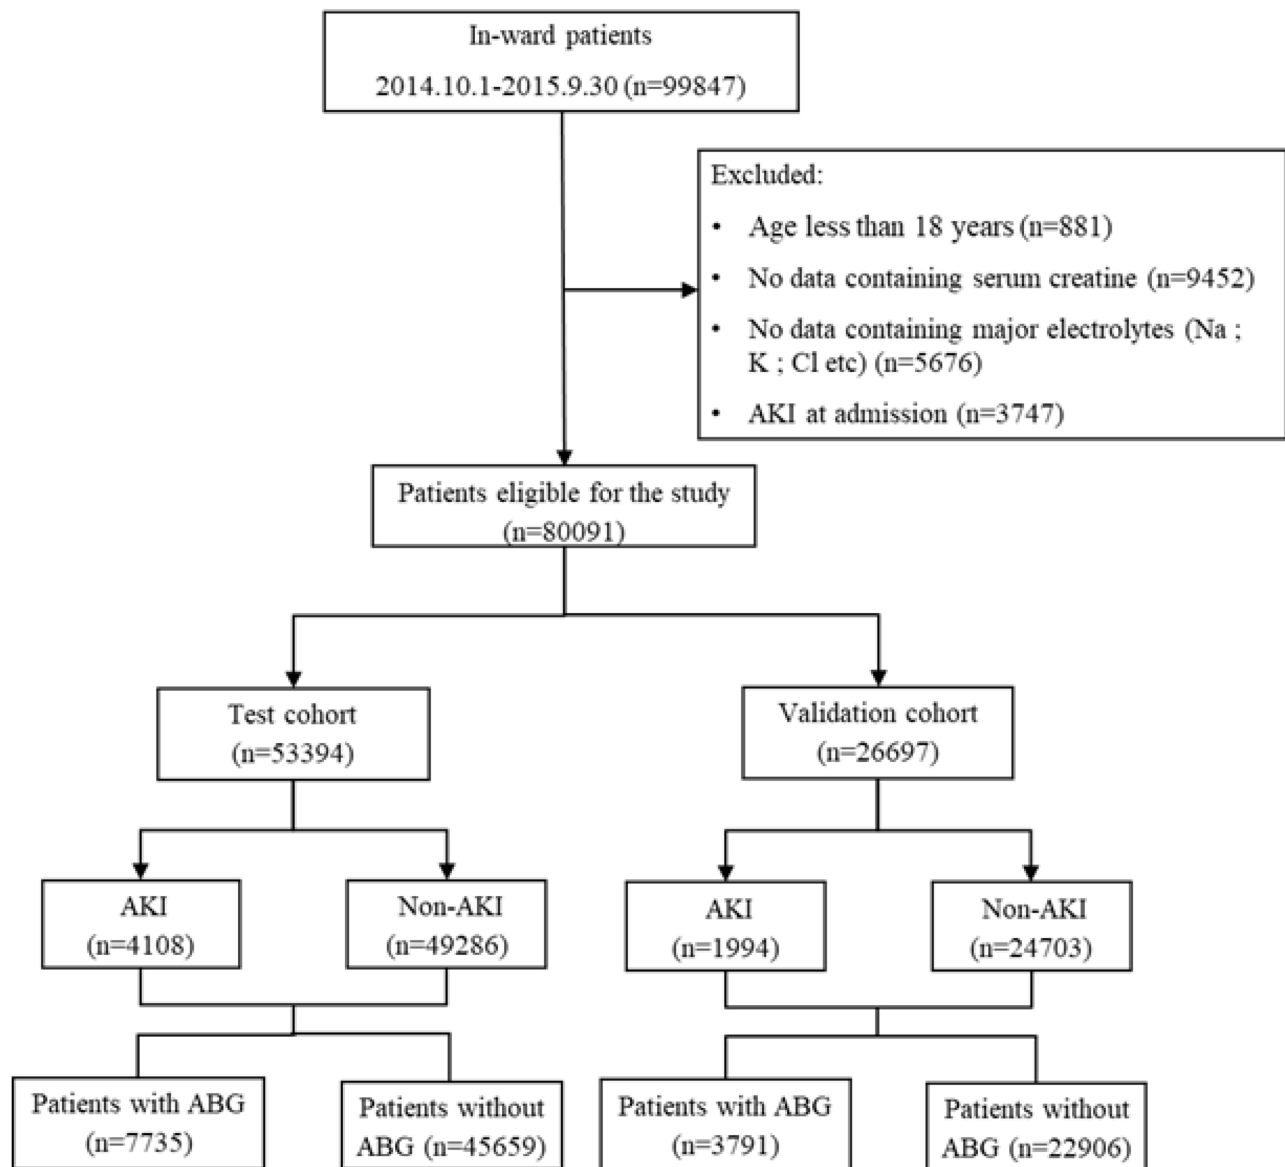 In-ward patients
2014.10.1-2015.9.30 (n=99847)
Excluded:
• Age less than 18 years (n=881)
• No data containing serum creatine (n=9452)
• No data containing major electrolytes (Na ;
K ; Cl etc) (n=5676)
• AKI at admission (n=3747)
Patients eligible for the study
(n=80091)
Test cohort
(n=53394)
Validation cohort
(n=26697)
AKI
(n=4108)
Non-AKI
(n=49286)
AKI
(n=1994)
Non-AKI
(n=24703)
Patients with ABG
(n=7735)
Patients without
ABG (n=45659)
Patients with ABG
(n=3791)
Patients without
ABG (n=22906)